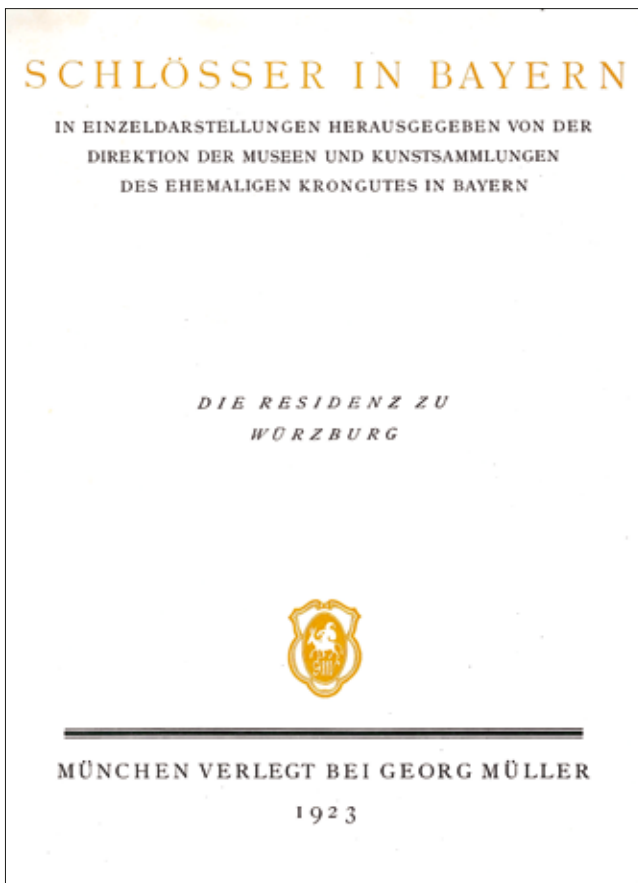 SCHLÖSSER IN BAYERN
IN EINZELDARSTELLUNGEN HERAUSGEGEBEN VON DER
DIREKTION DER MUSEEN UND KUNSTSAMMLUNGEN
DES EHEMALIGEN KRONGUTES IN BAYERN
DIE RESIDENZ ZU
WÜRZBURG
GM
MÜNCHEN VERLEGT BEI GEORG MÜLLER
1923